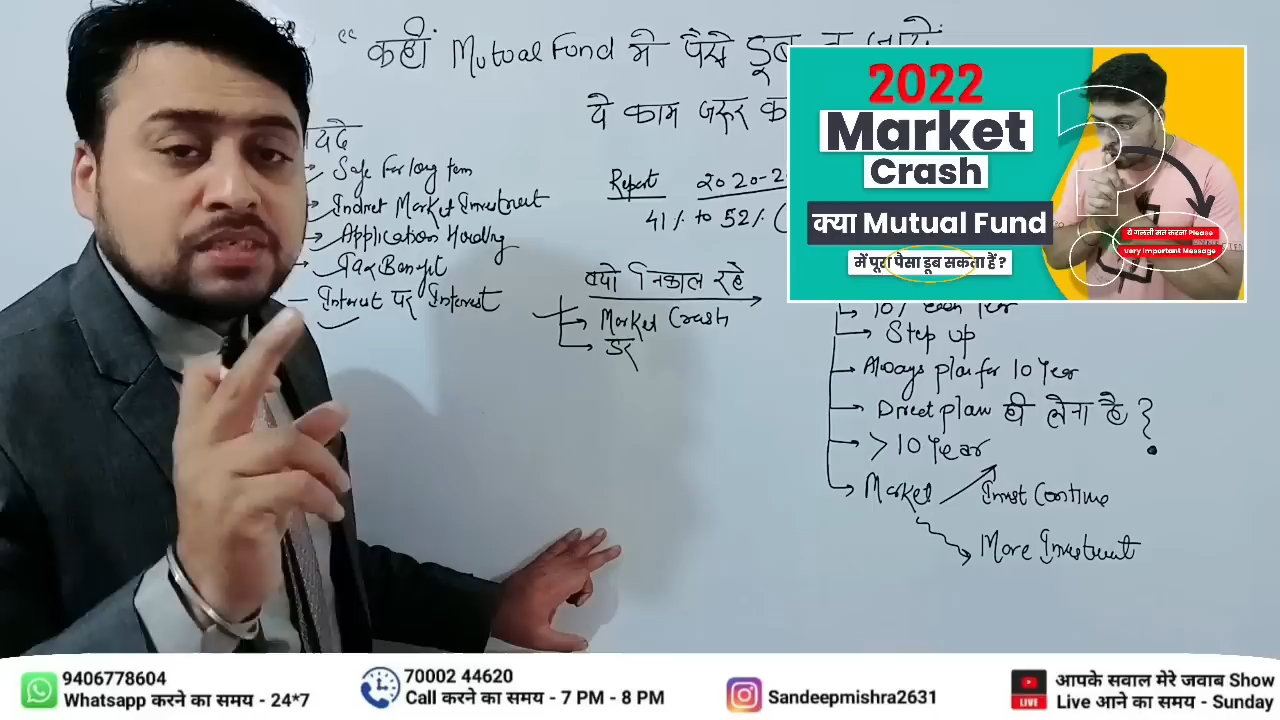 “ कही Mutual Fund मे पैसे डूब न जाये
ये काम जरूर क
यदे
Safe for long term
Indirect Market Investment
Application Handly
Tax Benefit
Interest पर Interest
Report 2020-2
41% to 52% (
क्यो निकाल रहे
Market Crash
डर
2022
Market
Crash
क्या Mutual Fund
में पूरा पैसा डूब सकता हैं ?
ये गलती मत करना Please
Very Important Message
10% each Year
Step up
Always plan for 10 Year
Direct plan ही लेना है ?
> 10 Year
Market
Invest Continue
More Investment
9406778604
Whatsapp करने का समय - 24*7
70002 44620
Call करने का समय - 7 PM - 8 PM
Sandeepmishra2631
LIVE
आपके सवाल मेरे जवाब Show
Live आने का समय - Sunday